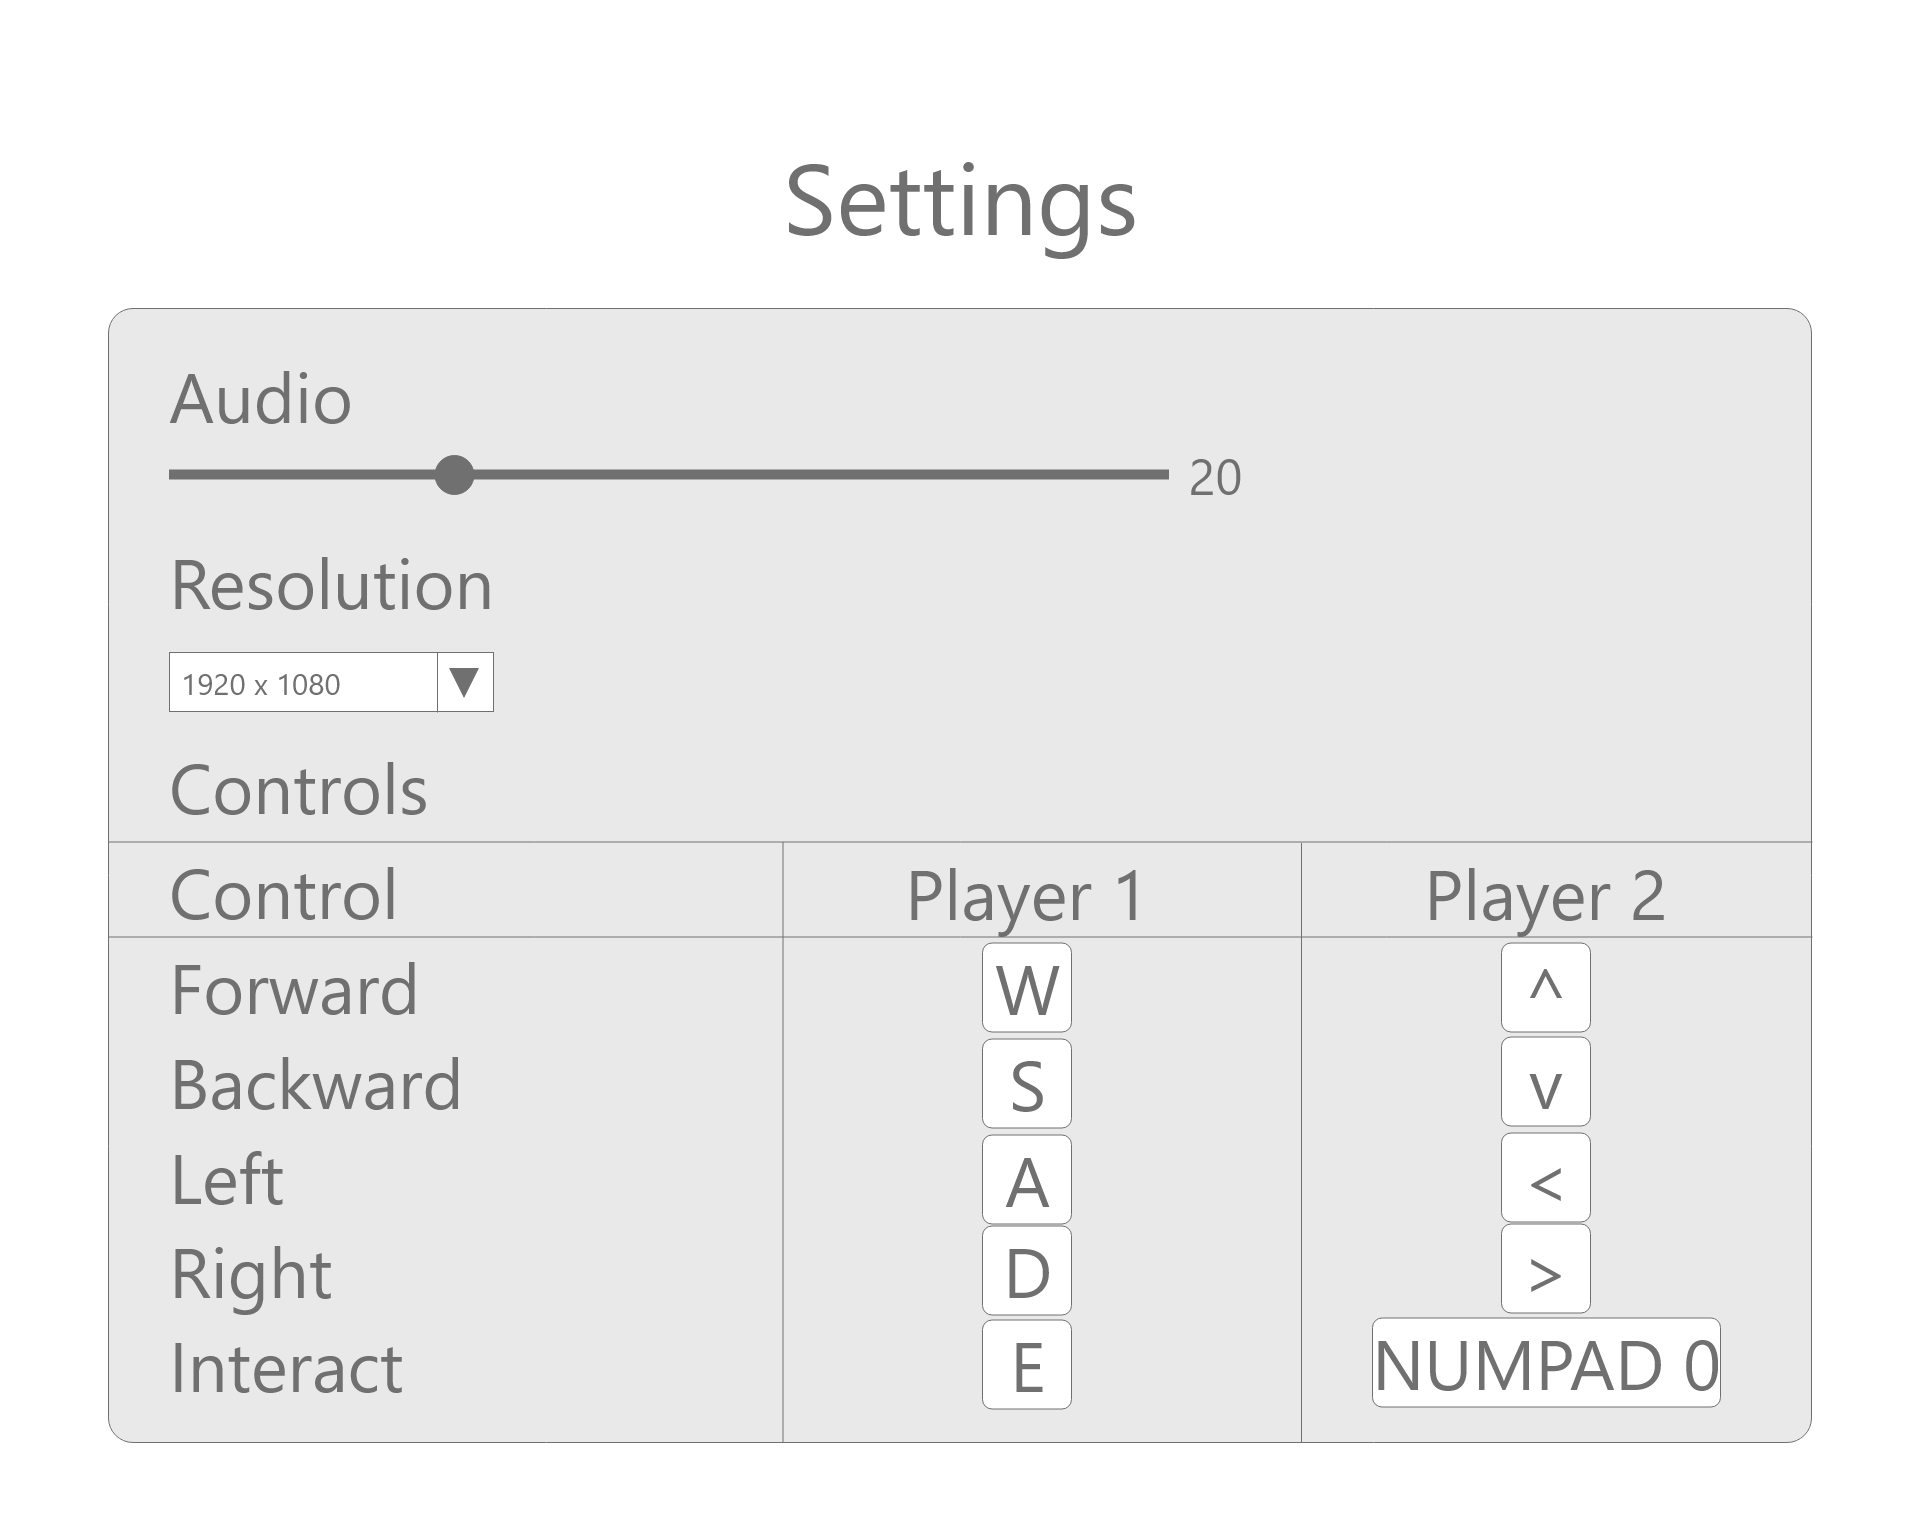 Settings
Audio
20
Resolution
1920 x 1080
Controls
Control Player 1 Player 2
Forward W ^
Backward S v
Left A <
Right D >
Interact E NUMPAD 0